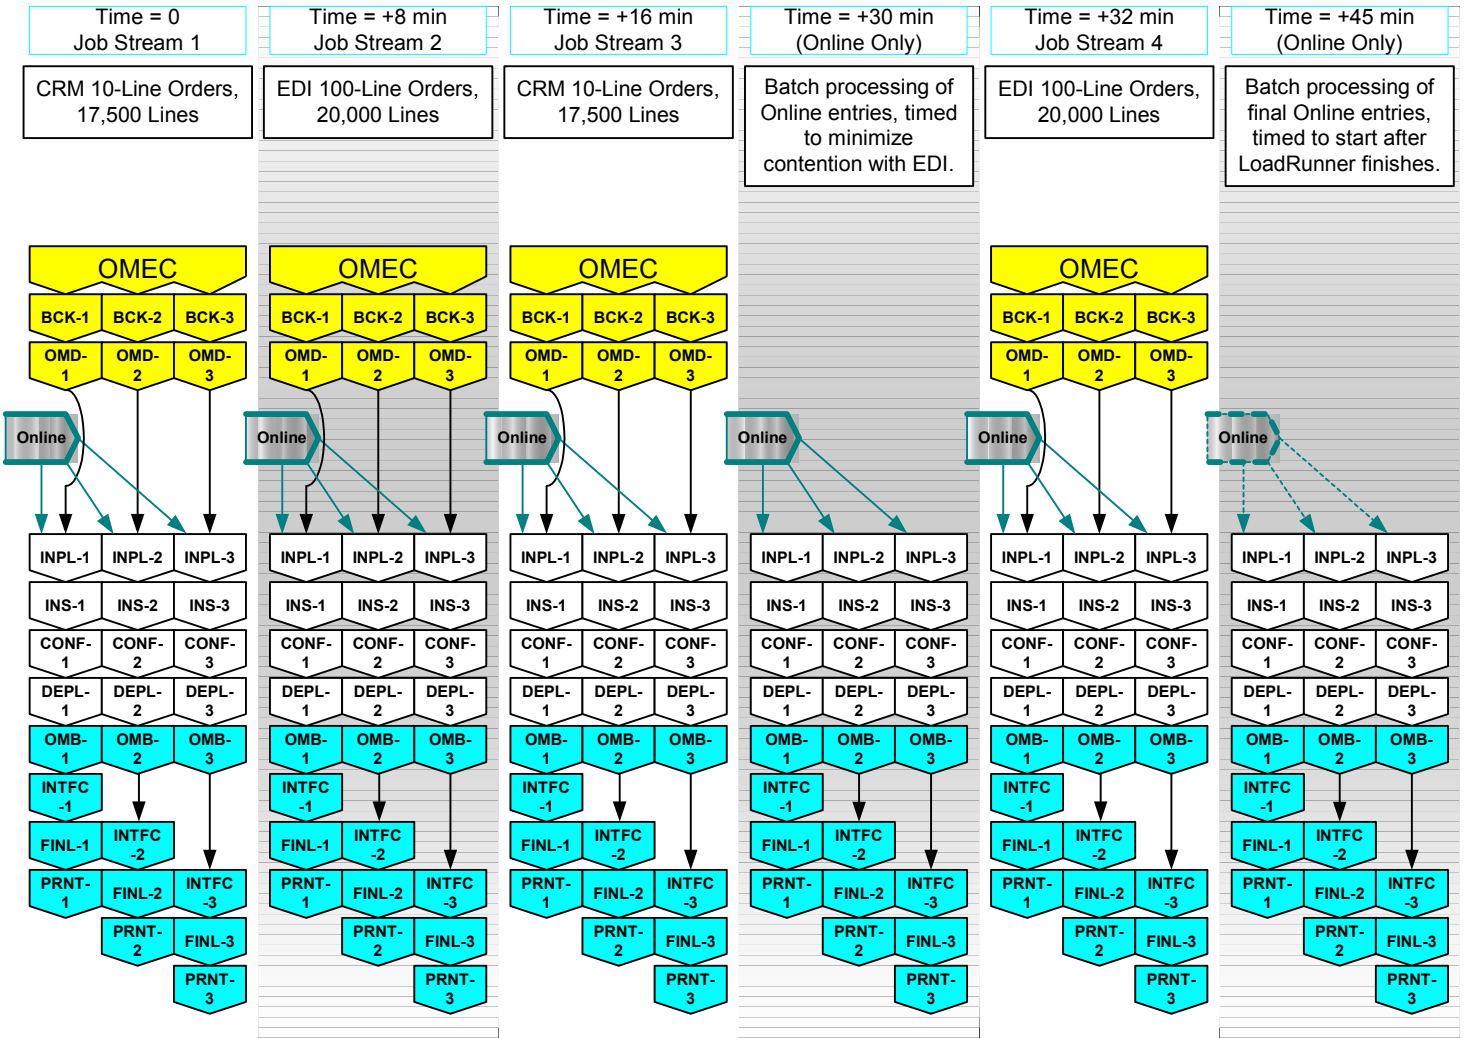 Time = 0
Job Stream 1
Time = +8 min
Job Stream 2
Time = +16 min
Job Stream 3
Time = +30 min
(Online Only)
Time = +32 min
Job Stream 4
Time = +45 min
(Online Only)
CRM 10-Line Orders,
17,500 Lines
EDI 100-Line Orders,
20,000 Lines
CRM 10-Line Orders,
17,500 Lines
Batch processing of
Online entries, timed
to minimize
contention with EDI.
EDI 100-Line Orders,
20,000 Lines
Batch processing of
final Online entries,
timed to start after
LoadRunner finishes.
OMEC
OMEC
OMEC
OMEC
BCK-1 BCK-2 BCK-3
BCK-1 BCK-2 BCK-3
BCK-1 BCK-2 BCK-3
BCK-1 BCK-2 BCK-3
OMD- OMD- OMD-
1 2 3
OMD- OMD- OMD-
1 2 3
OMD- OMD- OMD-
1 2 3
OMD- OMD- OMD-
1 2 3
Online
Online
Online
Online
Online
Online
INPL-1 INPL-2 INPL-3
INPL-1 INPL-2 INPL-3
INPL-1 INPL-2 INPL-3
INPL-1 INPL-2 INPL-3
INPL-1 INPL-2 INPL-3
INPL-1 INPL-2 INPL-3
INS-1 INS-2 INS-3
INS-1 INS-2 INS-3
INS-1 INS-2 INS-3
INS-1 INS-2 INS-3
INS-1 INS-2 INS-3
INS-1 INS-2 INS-3
CONF- CONF- CONF-
1 2 3
CONF- CONF- CONF-
1 2 3
CONF- CONF- CONF-
1 2 3
CONF- CONF- CONF-
1 2 3
CONF- CONF- CONF-
1 2 3
CONF- CONF- CONF-
1 2 3
DEPL- DEPL- DEPL-
1 2 3
DEPL- DEPL- DEPL-
1 2 3
DEPL- DEPL- DEPL-
1 2 3
DEPL- DEPL- DEPL-
1 2 3
DEPL- DEPL- DEPL-
1 2 3
DEPL- DEPL- DEPL-
1 2 3
OMB- OMB- OMB-
1 2 3
OMB- OMB- OMB-
1 2 3
OMB- OMB- OMB-
1 2 3
OMB- OMB- OMB-
1 2 3
OMB- OMB- OMB-
1 2 3
OMB- OMB- OMB-
1 2 3
INTFC
-1
INTFC
-1
INTFC
-1
INTFC
-1
INTFC
-1
INTFC
-1
FINL-1
INTFC
-2
FINL-1
INTFC
-2
FINL-1
INTFC
-2
FINL-1
INTFC
-2
FINL-1
INTFC
-2
FINL-1
INTFC
-2
PRNT-
1
FINL-2
INTFC
-3
PRNT-
1
FINL-2
INTFC
-3
PRNT-
1
FINL-2
INTFC
-3
PRNT-
1
FINL-2
INTFC
-3
PRNT-
1
FINL-2
INTFC
-3
PRNT-
1
FINL-2
INTFC
-3
PRNT-
2
FINL-3
PRNT-
2
FINL-3
PRNT-
2
FINL-3
PRNT-
2
FINL-3
PRNT-
2
FINL-3
PRNT-
2
FINL-3
PRNT-
3
PRNT-
3
PRNT-
3
PRNT-
3
PRNT-
3
PRNT-
3